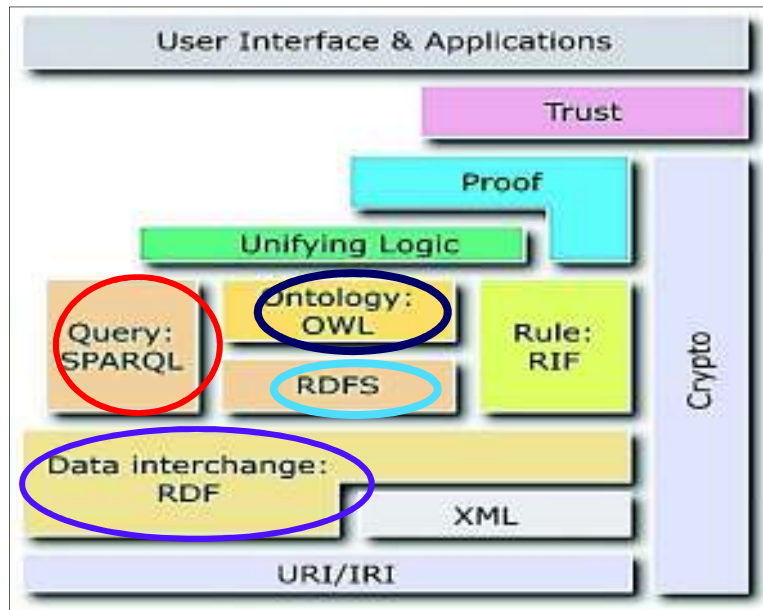 User Interface & Applications
Trust
Proof
Unifying Logic
Query:
SPARQL
Ontology:
OWL
RDFS
Rule:
RIF
Crypto
Data interchange:
RDF
XML
URI/IRI